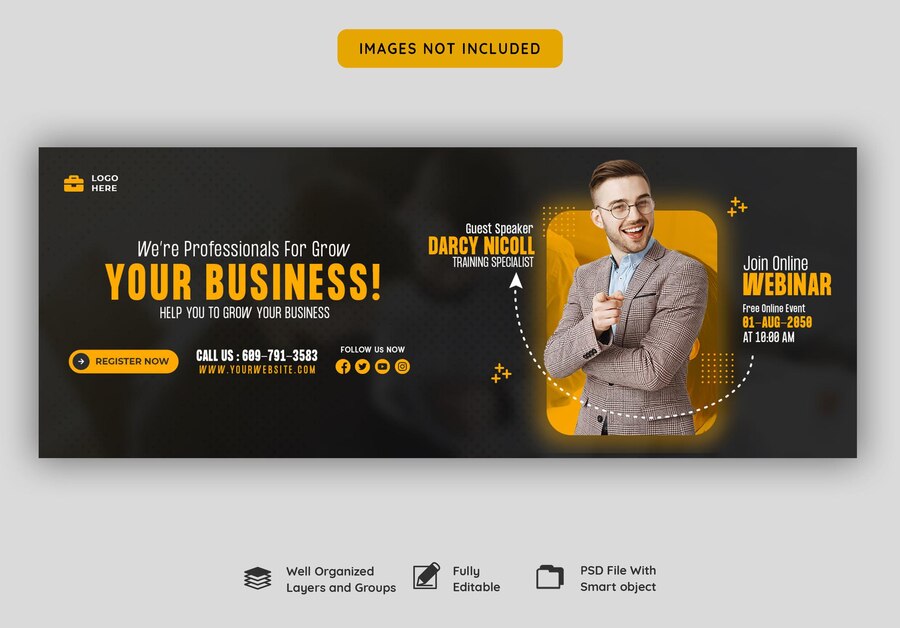 IMAGES NOT INCLUDED
LOGO
HERE
We're Professionals For Grow
YOUR BUSINESS!
HELP YOU TO GROW YOUR BUSINESS
REGISTER NOW
CALL US : 609-791-3583
WWW.YOURWEBSITE.COM
FOLLOW US NOW
Guest Speaker
DARCY NICOLL
TRAINING SPECIALIST
Join Online
WEBINAR
Free Online Event
01-AUG-2050
AT 10:00 AM
Well Organized
Layers and Groups
Fully
Editable
PSD File With
Smart object